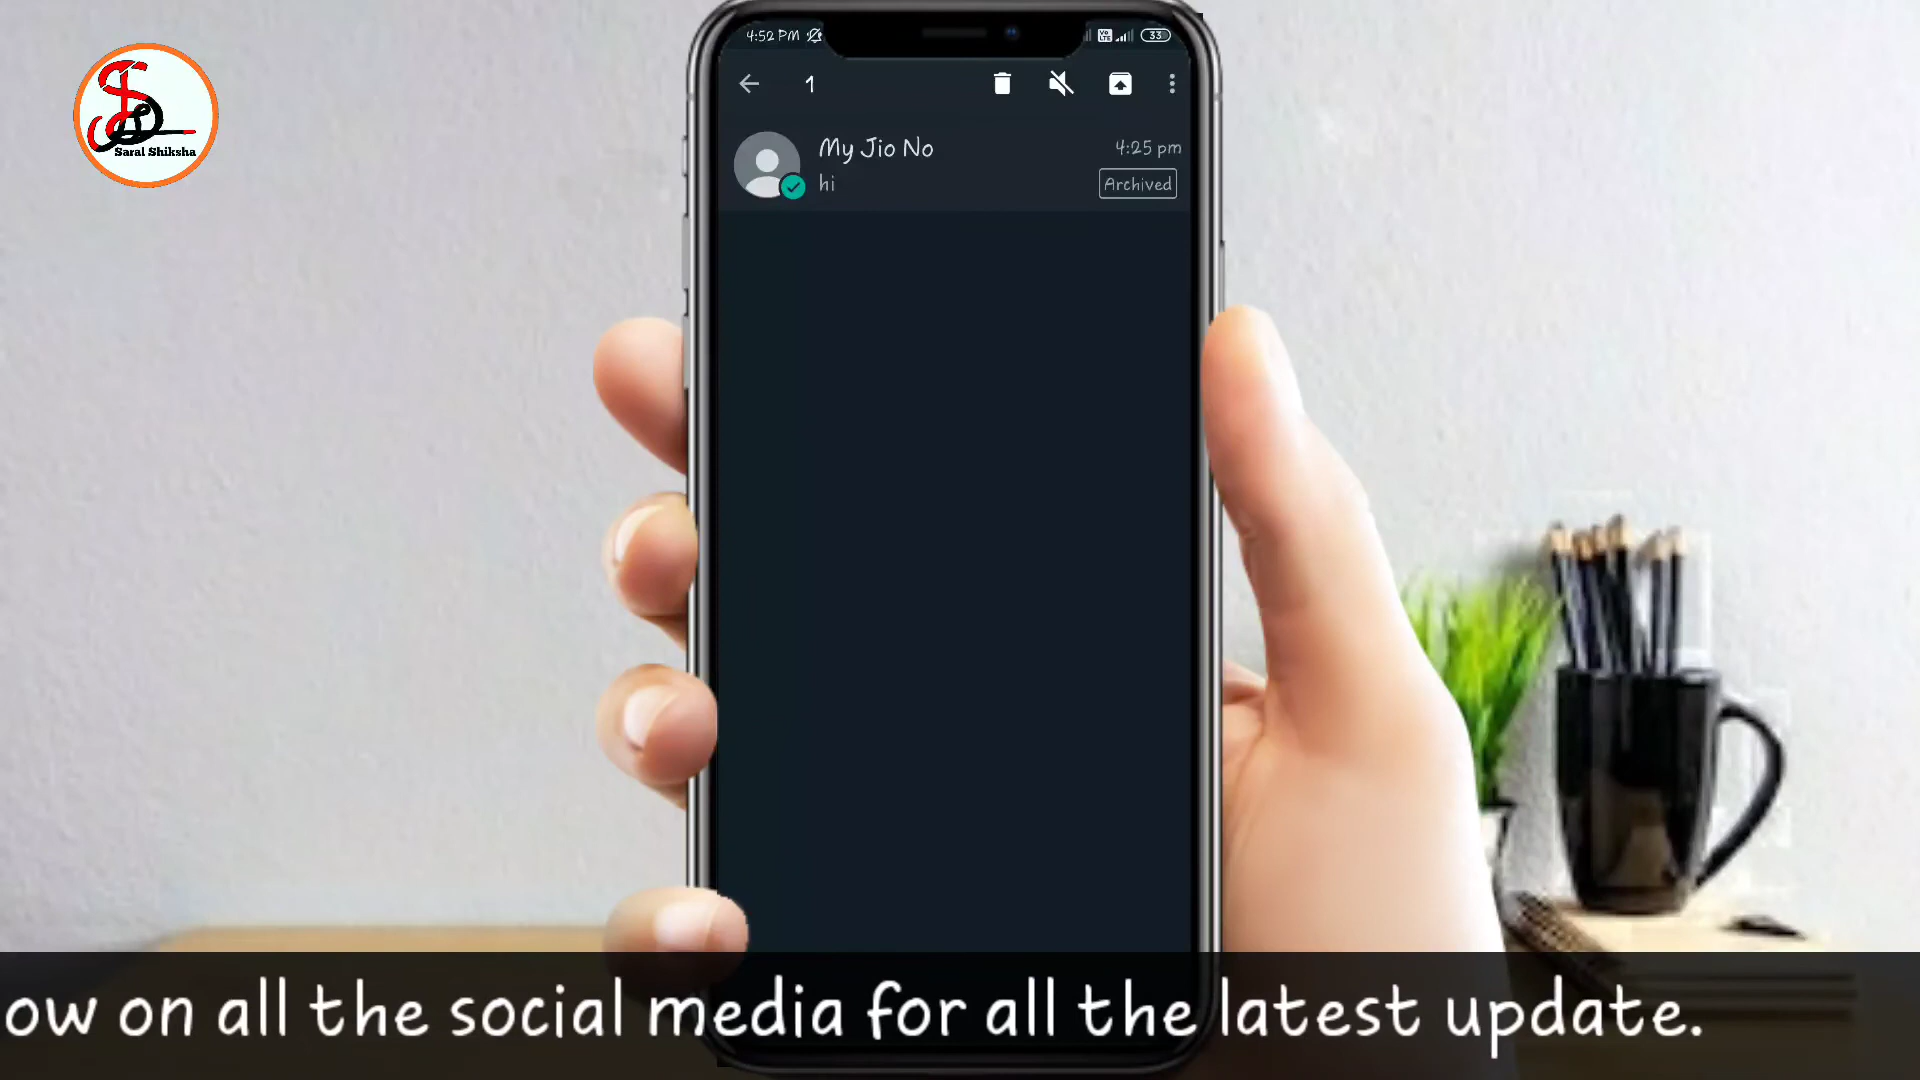 Saral Shiksha
4:52 PM
33
1
My Jio No
4:25 pm
hi
Archived
ow on all the social media for all the latest update.